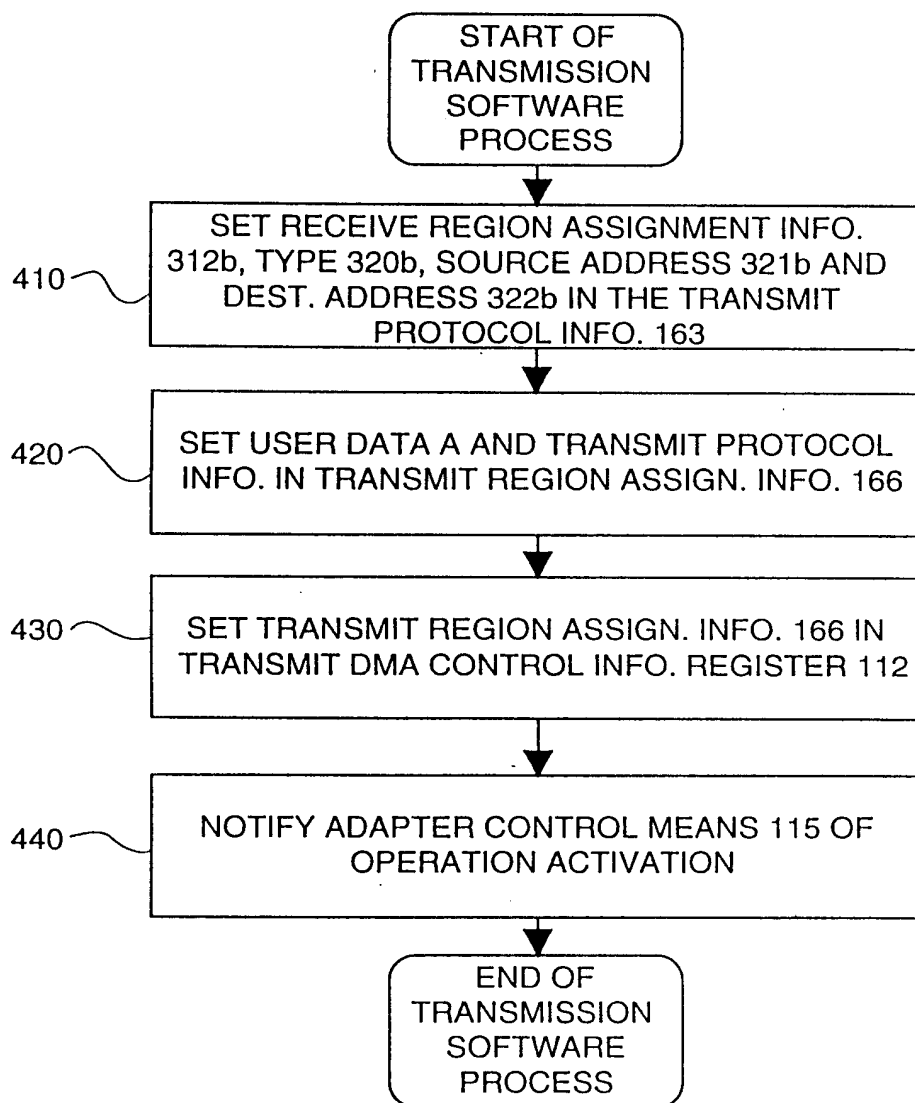 START OF
TRANSMISSION
SOFTWARE
PROCESS
410
SET RECEIVE REGION ASSIGNMENT INFO.
312b, TYPE 320b, SOURCE ADDRESS 321b AND
DEST. ADDRESS 322b IN THE TRANSMIT
PROTOCOL INFO. 163
420
SET USER DATA A AND TRANSMIT PROTOCOL
INFO. IN TRANSMIT REGION ASSIGN. INFO. 166
430
SET TRANSMIT REGION ASSIGN. INFO. 166 IN
TRANSMIT DMA CONTROL INFO. REGISTER 112
440
NOTIFY ADAPTER CONTROL MEANS 115 OF
OPERATION ACTIVATION
END OF
TRANSMISSION
SOFTWARE
PROCESS